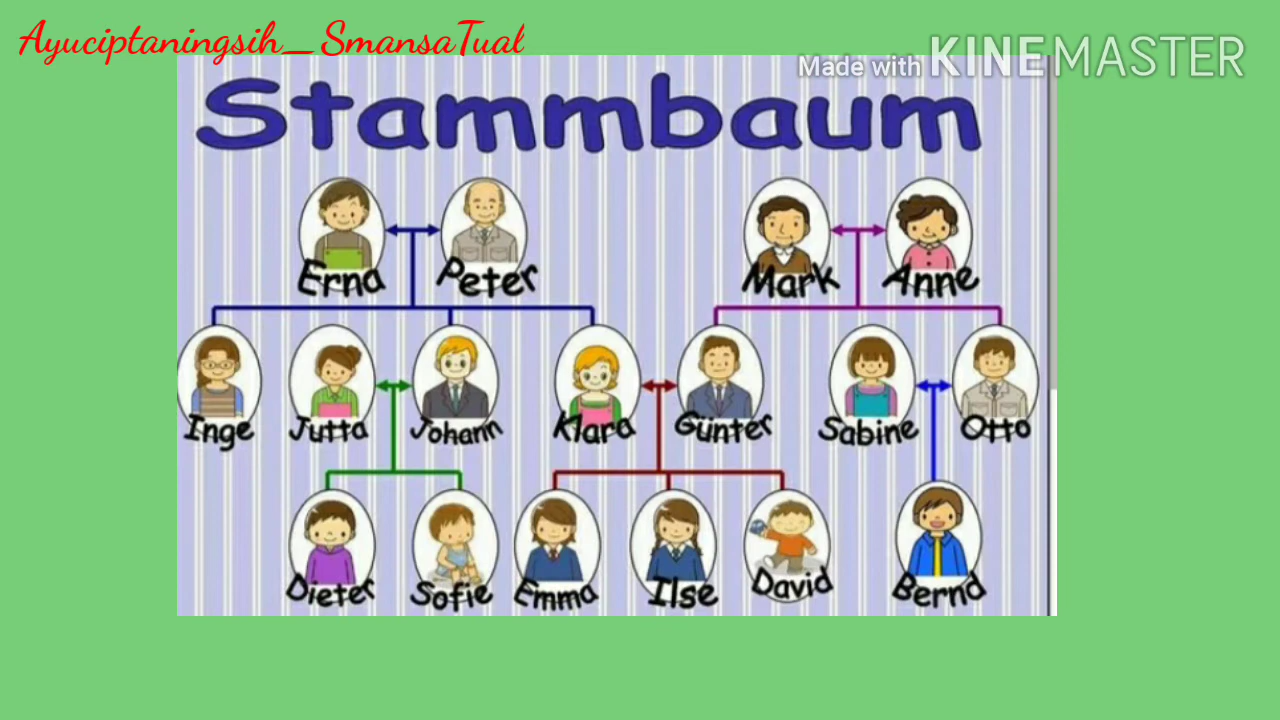 Ayuciptaningsih_SmansaTual
Made with KINEMASTER
Stammbaum
Erna Peter Mark Anne
Inge Jutta Johann Klara Günter Sabine Otto
Dieter Sofie Emma Ilse David Bernd